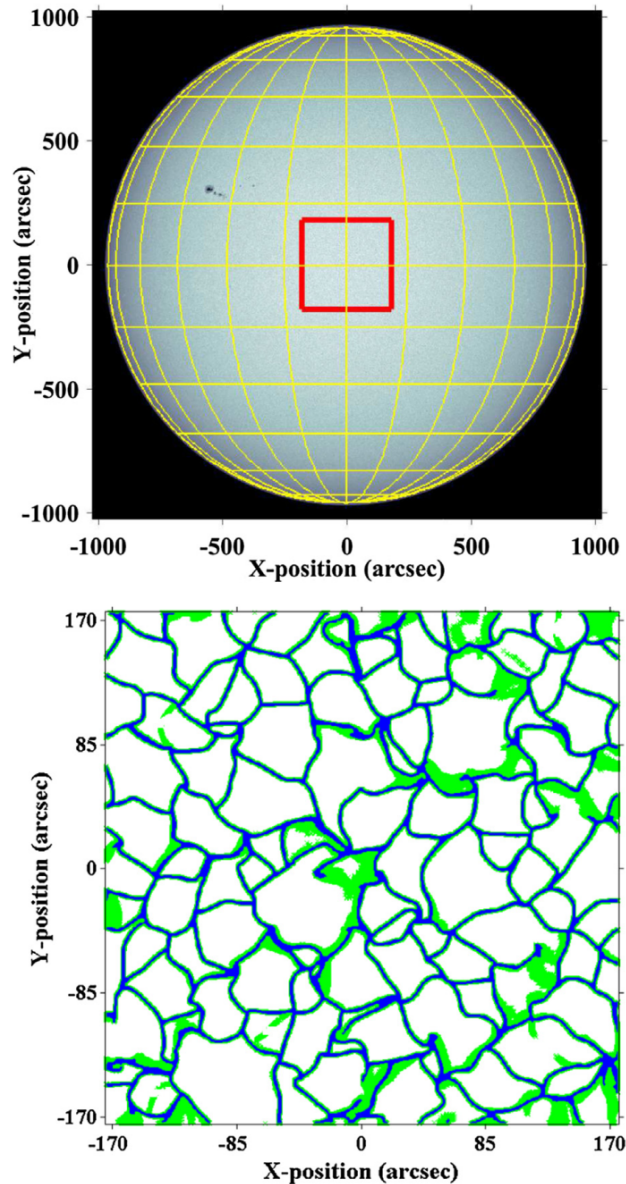 1000
500
0
-500
-1000
Y-position (arcsec)
-1000 -500 0 500 1000
X-position (arcsec)
170
85
0
-85
-170
Y-position (arcsec)
-170 -85 0 85 170
X-position (arcsec)